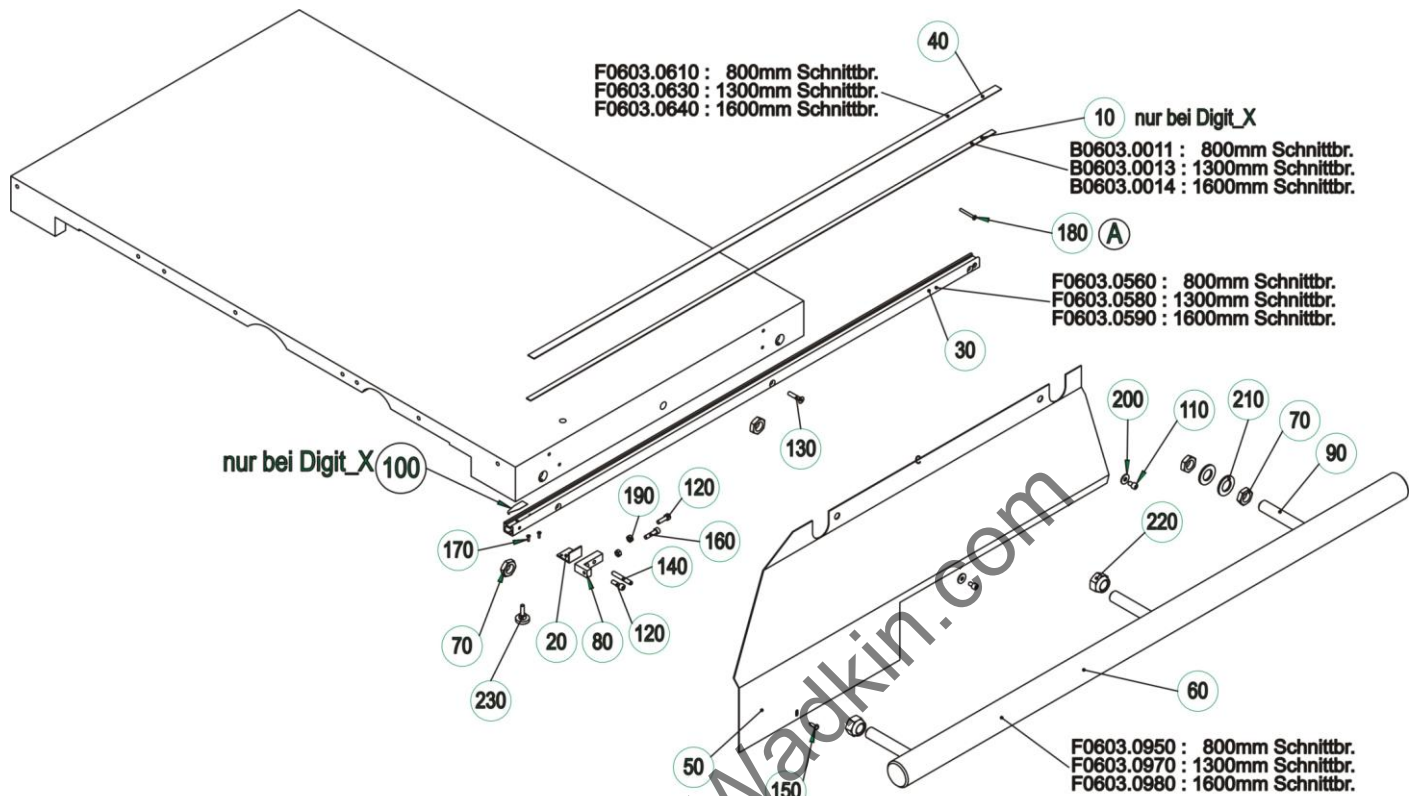 40
F0603.0610 : 800mm Schnittbr.
F0603.0630 : 1300mm Schnittbr.
F0603.0640 : 1600mm Schnittbr.
10 nur bei Digit_X
B0603.0011 : 800mm Schnittbr.
B0603.0013 : 1300mm Schnittbr.
B0603.0014 : 1600mm Schnittbr.
180 A
F0603.0560 : 800mm Schnittbr.
F0603.0580 : 1300mm Schnittbr.
F0603.0590 : 1600mm Schnittbr.
30
200
110
210
70
90
130
nur bei Digit_X 100
190
120
220
170
160
140
70
20
80
120
230
60
50
150
F0603.0950 : 800mm Schnittbr.
F0603.0970 : 1300mm Schnittbr.
F0603.0980 : 1600mm Schnittbr.
Wadkin.com